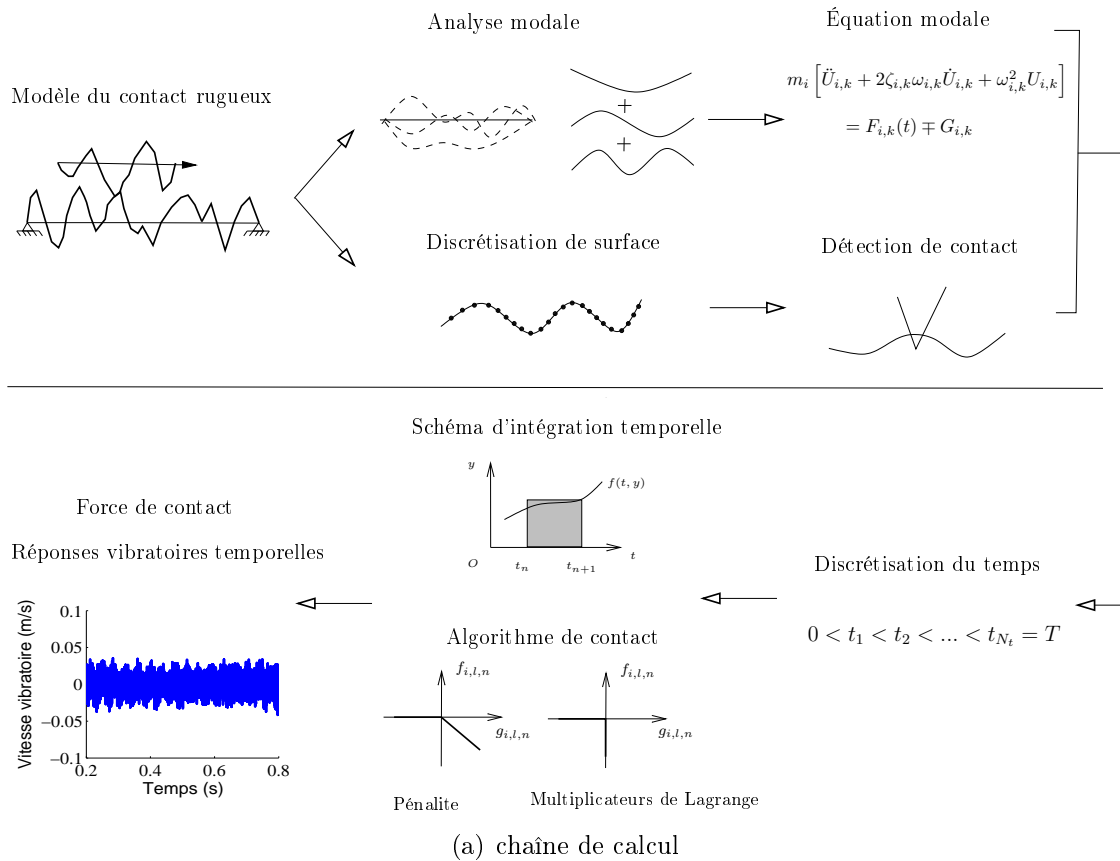 Modèle du contact rugueux
Analyse modale
+
+
Équation modale
m_i [Ü_{i,k} + 2ζ_{i,k}ω_{i,k}U̇_{i,k} + ω²_{i,k}U_{i,k}]
= F_{i,k}(t) ∓ G_{i,k}
Discrétisation de surface
Détection de contact
Schéma d'intégration temporelle
y
f(t, y)
O
t_n
t_{n+1}
t
Force de contact
Réponses vibratoires temporelles
Vitesse vibratoire (m/s)
0.1
0.05
0
−0.05
−0.1
0.2
0.4
0.6
0.8
Temps (s)
Algorithme de contact
f_{i,l,n}
g_{i,l,n}
Pénalite
f_{i,l,n}
g_{i,l,n}
Multiplicateurs de Lagrange
Discrétisation du temps
0 < t_1 < t_2 < ... < t_{N_t} = T
(a) chaîne de calcul